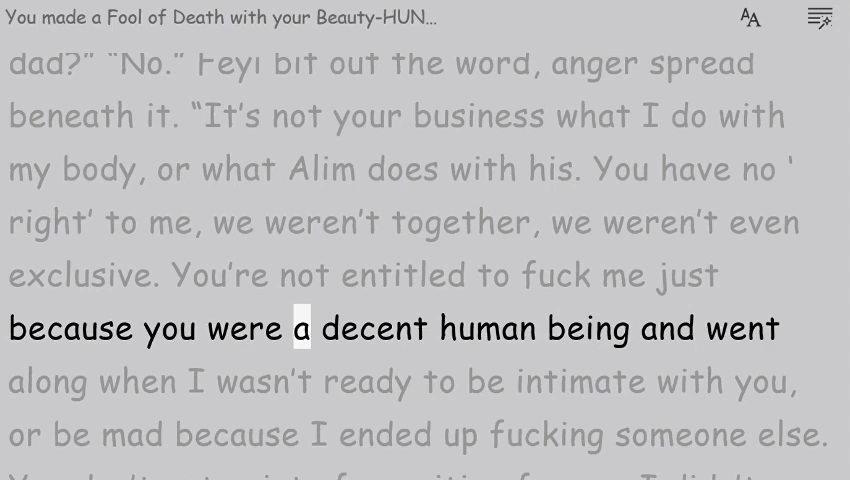 You made a Fool of Death with your Beauty-HUN...
AA
dad?” “No.” Feyi bit out the word, anger spread
beneath it. “It’s not your business what I do with
my body, or what Alim does with his. You have no ‘
right’ to me, we weren’t together, we weren’t even
exclusive. You’re not entitled to fuck me just
because you were a decent human being and went
along when I wasn’t ready to be intimate with you,
or be mad because I ended up fucking someone else.